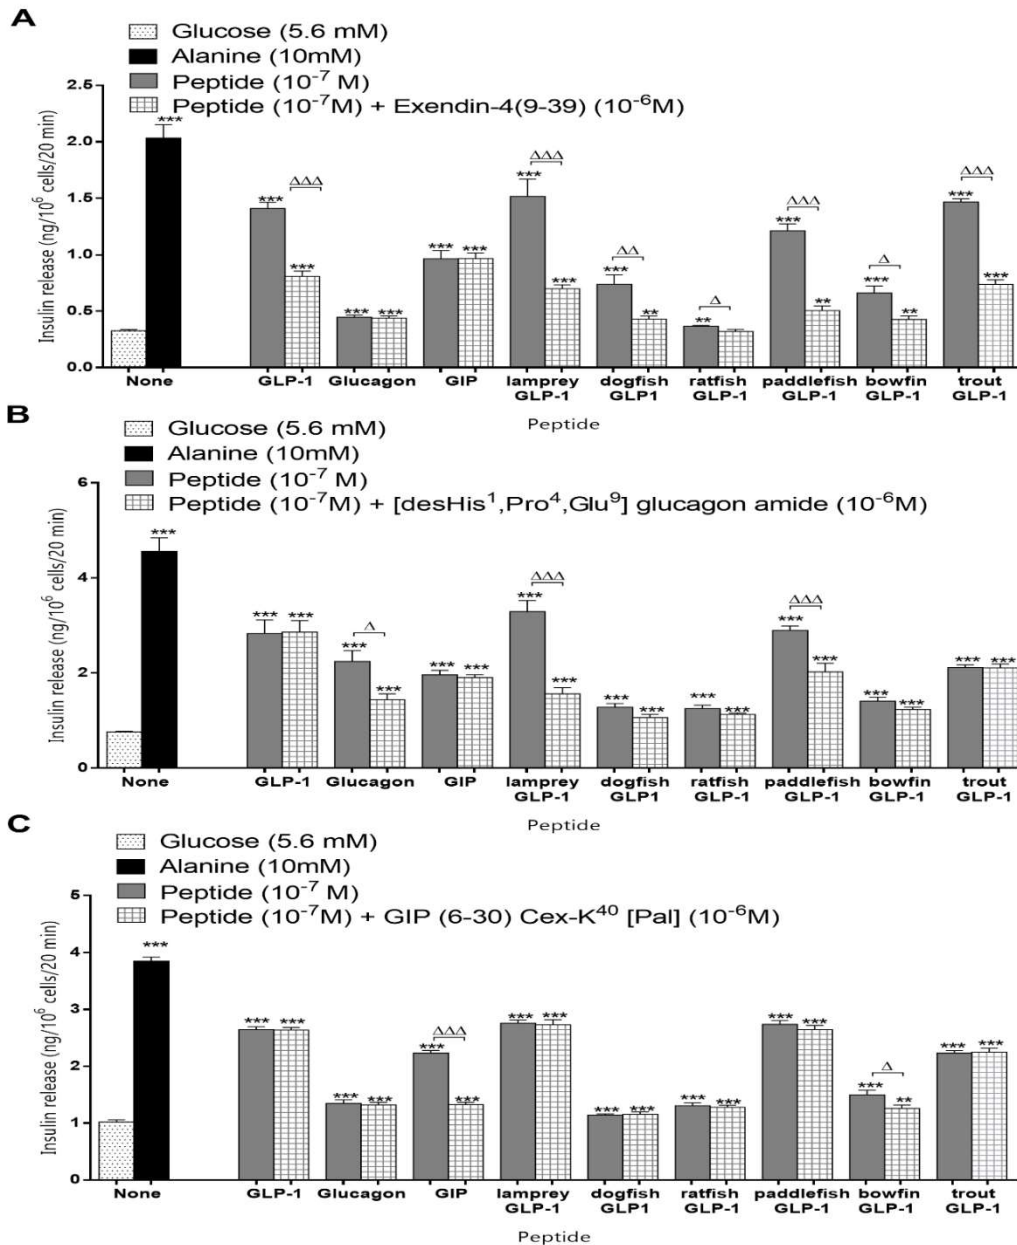 A
Glucose (5.6 mM)
Alanine (10mM)
Peptide (10-7 M)
Peptide (10-7M) + Exendin-4(9-39) (10-6M)
Insulin release (ng/106 cells/20 min)
2.5
2.0
1.5
1.0
0.5
0.0
*** *** ΔΔΔ *** *** *** *** *** *** ΔΔΔ *** *** ΔΔ *** ** Δ ** ΔΔΔ *** ** Δ *** ** ΔΔΔ *** ***
None GLP-1 Glucagon GIP lamprey GLP-1 dogfish GLP1 ratfish GLP-1 paddlefish GLP-1 bowfin GLP-1 trout GLP-1
Peptide
B
Glucose (5.6 mM)
Alanine (10mM)
Peptide (10-7 M)
Peptide (10-7M) + [desHis1,Pro4,Glu9] glucagon amide (10-6M)
Insulin release (ng/106 cells/20 min)
6
4
2
0
*** *** *** Δ *** *** *** *** ΔΔΔ *** *** *** *** *** *** ΔΔΔ *** *** *** *** *** ***
None GLP-1 Glucagon GIP lamprey GLP-1 dogfish GLP1 ratfish GLP-1 paddlefish GLP-1 bowfin GLP-1 trout GLP-1
Peptide
C
Glucose (5.6 mM)
Alanine (10mM)
Peptide (10-7 M)
Peptide (10-7M) + GIP (6-30) Cex-K40 [Pal] (10-6M)
Insulin release (ng/106 cells/20 min)
5
4
3
2
1
0
*** *** *** *** *** ΔΔΔ *** *** *** *** *** *** *** *** *** *** Δ *** ** *** ***
None GLP-1 Glucagon GIP lamprey GLP-1 dogfish GLP1 ratfish GLP-1 paddlefish GLP-1 bowfin GLP-1 trout GLP-1
Peptide